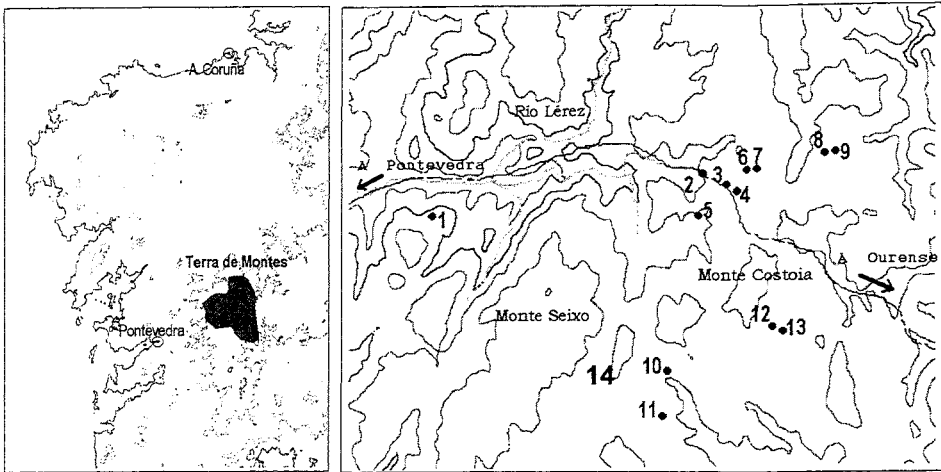 A Coruña
Terra de Montes
Pontevedra
Río Lérez
A Pontevedra
1
2
3
4
5
6 7
8
9
Monte Costoia
A Ourense
Monte Seixo
12
13
14
10
11